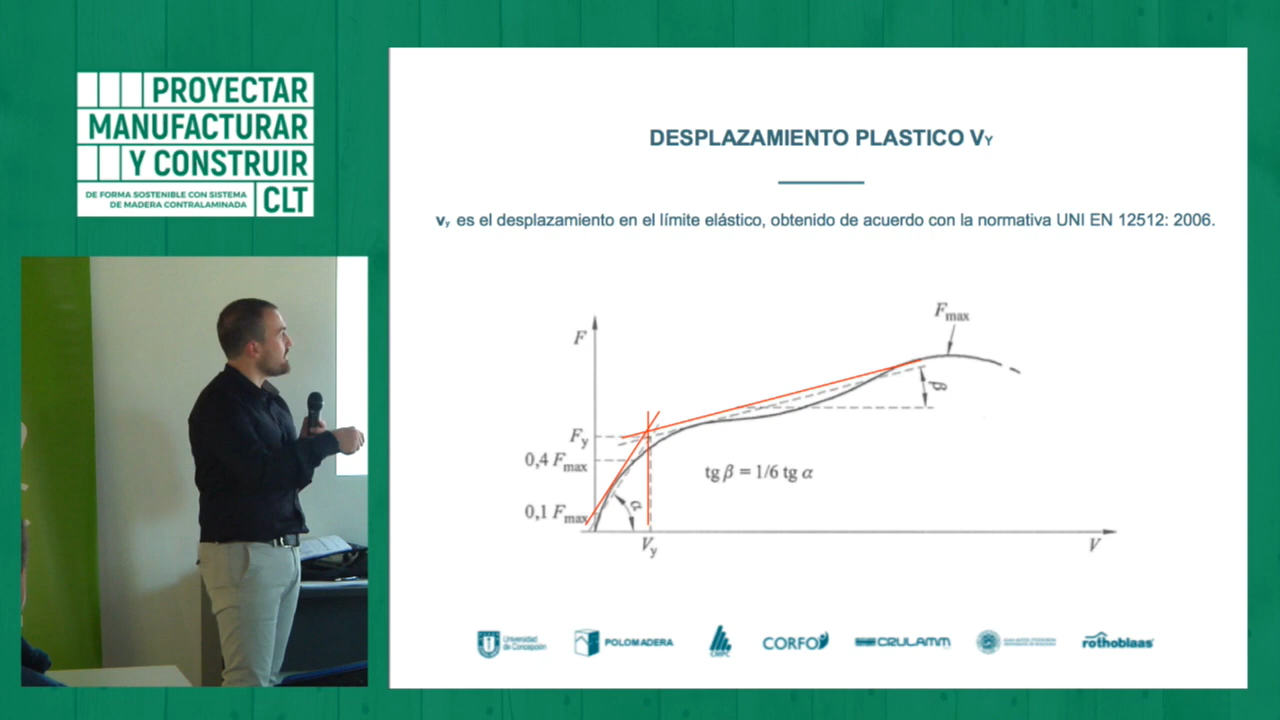 PROYECTAR
MANUFACTURAR
Y CONSTRUIR
DE FORMA SOSTENIBLE CON SISTEMA
DE MADERA CONTRALAMINADA
CLT
DESPLAZAMIENTO PLASTICO VY
vy es el desplazamiento en el límite elástico, obtenido de acuerdo con la normativa UNI EN 12512: 2006.
Fmax
F
β
Fy
0,4 Fmax
tg β = 1/6 tg α
α
0,1 Fmax
Vy
V
Universidad
de Concepción
POLOMADERA
CMPC
CORFO
CRULAMM
rothoblaas